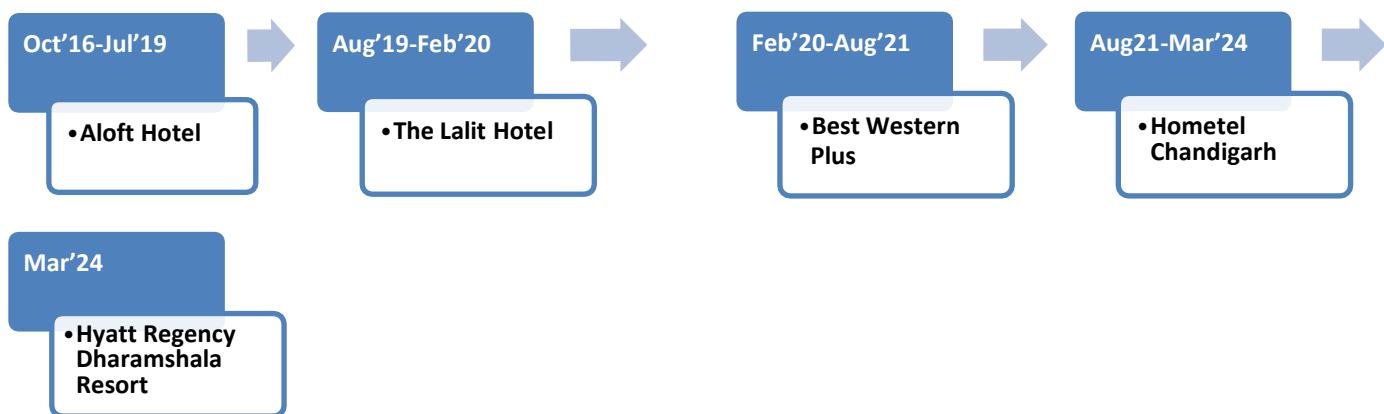 Oct’16-Jul’19
•Aloft Hotel
Aug’19-Feb’20
•The Lalit Hotel
Feb’20-Aug’21
•Best Western
Plus
Aug21-Mar’24
•Hometel
Chandigarh
Mar’24
•Hyatt Regency
Dharamshala
Resort